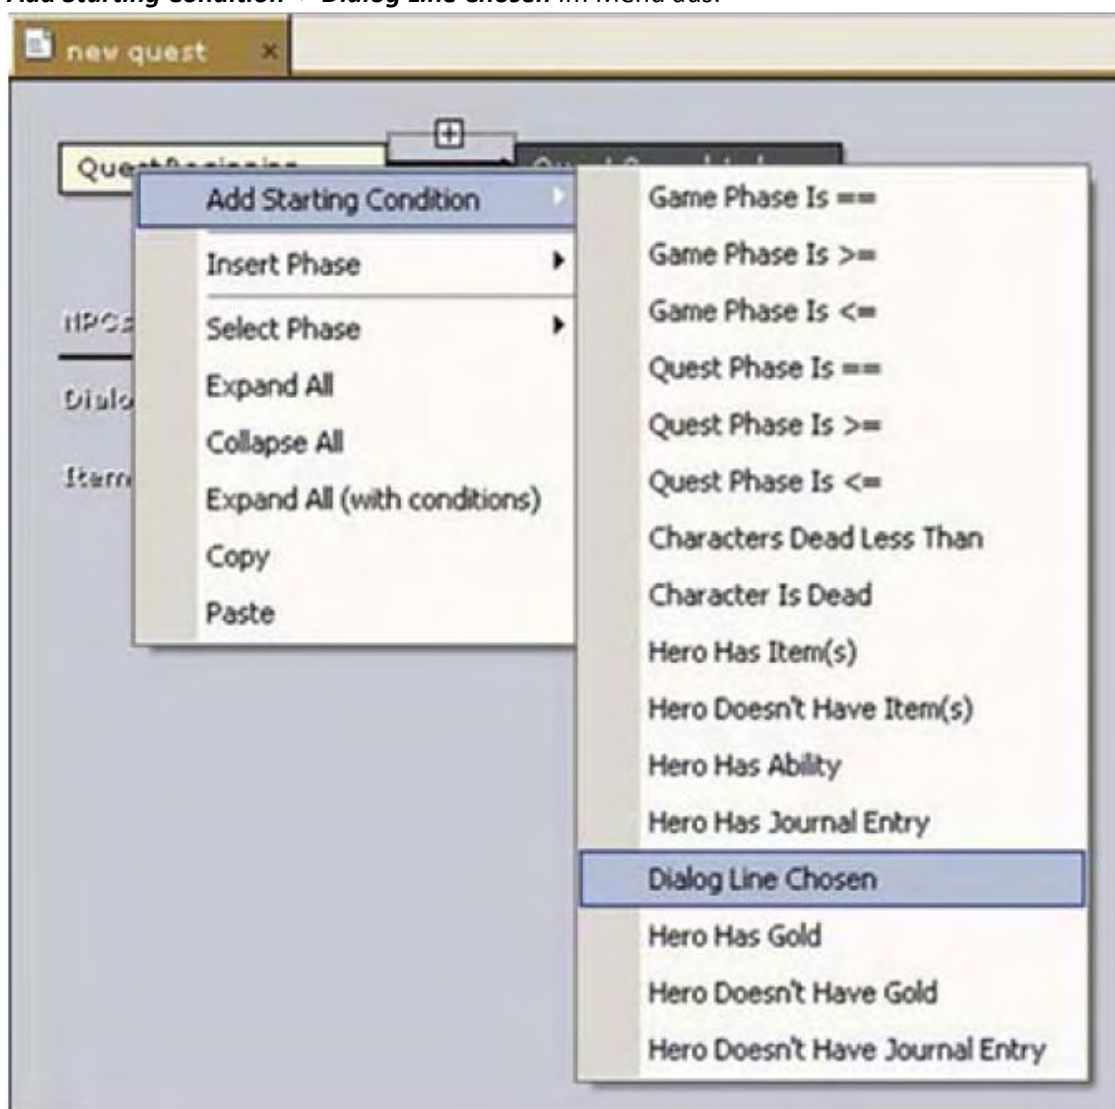 Add Starting Condition Dialog Line Chosen im Menü aus:
new quest
Add Starting Condition
Insert Phase
Select Phase
Expand All
Collapse All
Expand All (with conditions)
Copy
Paste
Game Phase Is ==
Game Phase Is >=
Game Phase Is <=
Quest Phase Is ==
Quest Phase Is >=
Quest Phase Is <=
Characters Dead Less Than
Character Is Dead
Hero Has Item(s)
Hero Doesn't Have Item(s)
Hero Has Ability
Hero Has Journal Entry
Dialog Line Chosen
Hero Has Gold
Hero Doesn't Have Gold
Hero Doesn't Have Journal Entry
NPCs